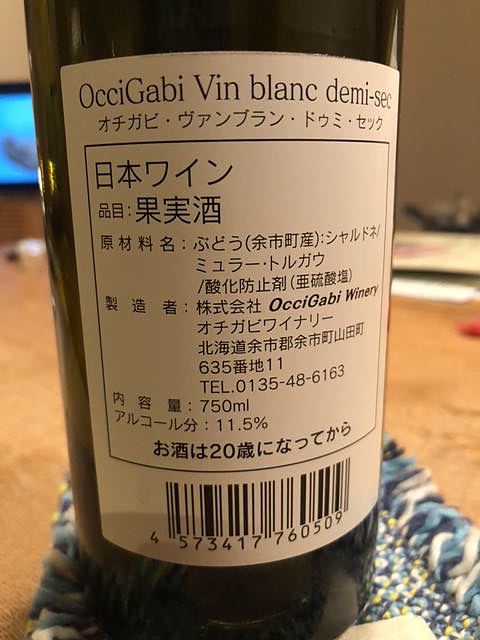 OcciGabi Vin blanc demi-sec
オチガビ・ヴァンブラン・ドゥミ・セック
日本ワイン
品目:果実酒
原材料名:ぶどう(余市町産):シャルドネ/
ミュラー・トルガウ
/酸化防止剤(亜硫酸塩)
製造者:株式会社 OcciGabi Winery
オチガビワイナリー
北海道余市郡余市町山田町
635番地11
TEL.0135-48-6163
内容量:750ml
アルコール分:11.5%
お酒は20歳になってから
4 573417 760509